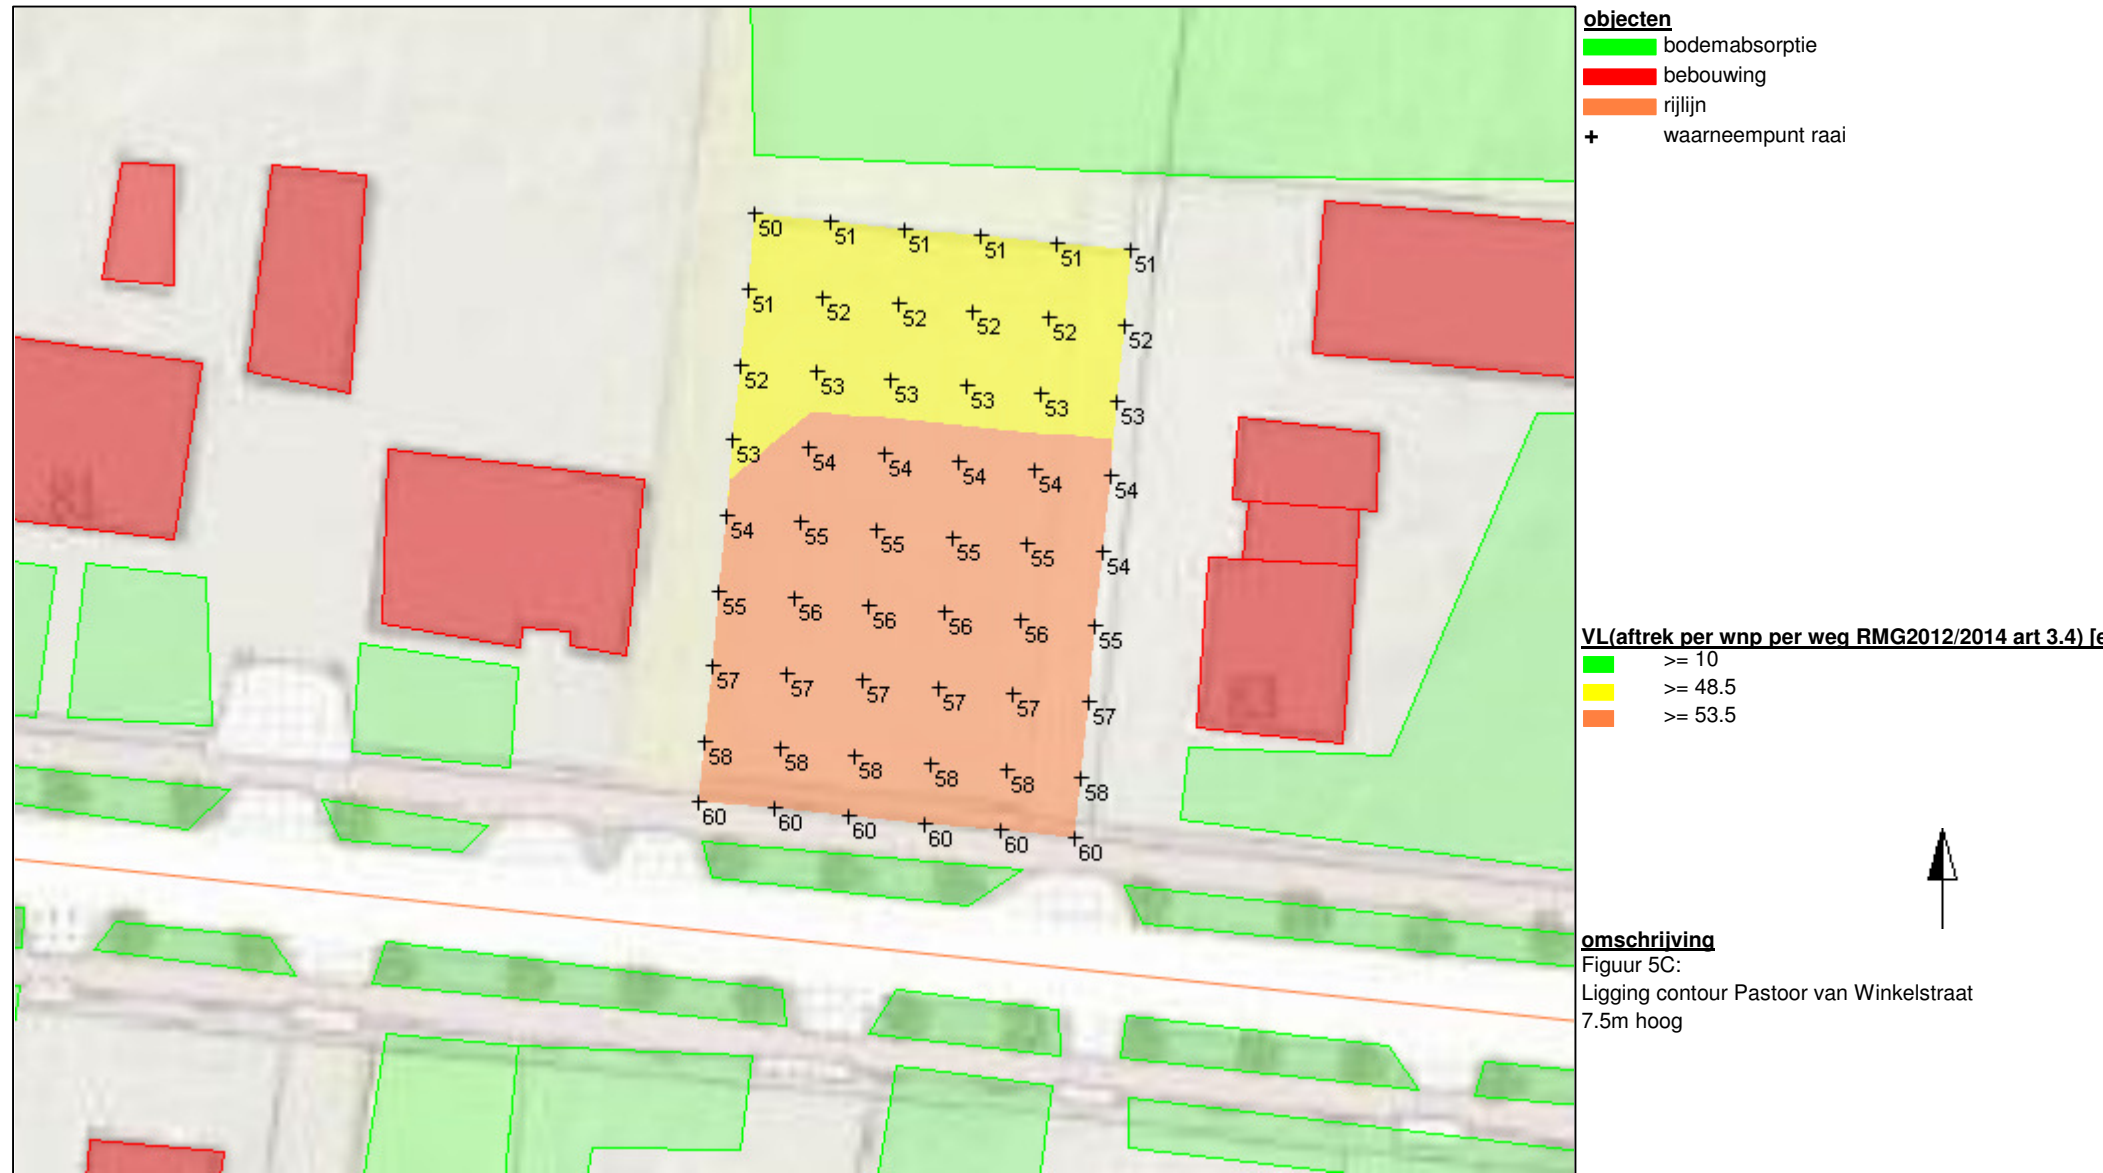 objecten
bodemabsorptie
bebouwing
rijlijn
+ waarneempunt raai
50 51 51 51 51 51
51 52 52 52 52 52
52 53 53 53 53 53
53 54 54 54 54 54
54 55 55 55 55 54
55 56 56 56 56 55
57 57 57 57 57 57
58 58 58 58 58 58
60 60 60 60 60 60
VL(aftrek per wnp per weg RMG2012/2014 art 3.4) [e
>= 10
>= 48.5
>= 53.5
omschrijving
Figuur 5C:
Ligging contour Pastoor van Winkelstraat
7.5m hoog